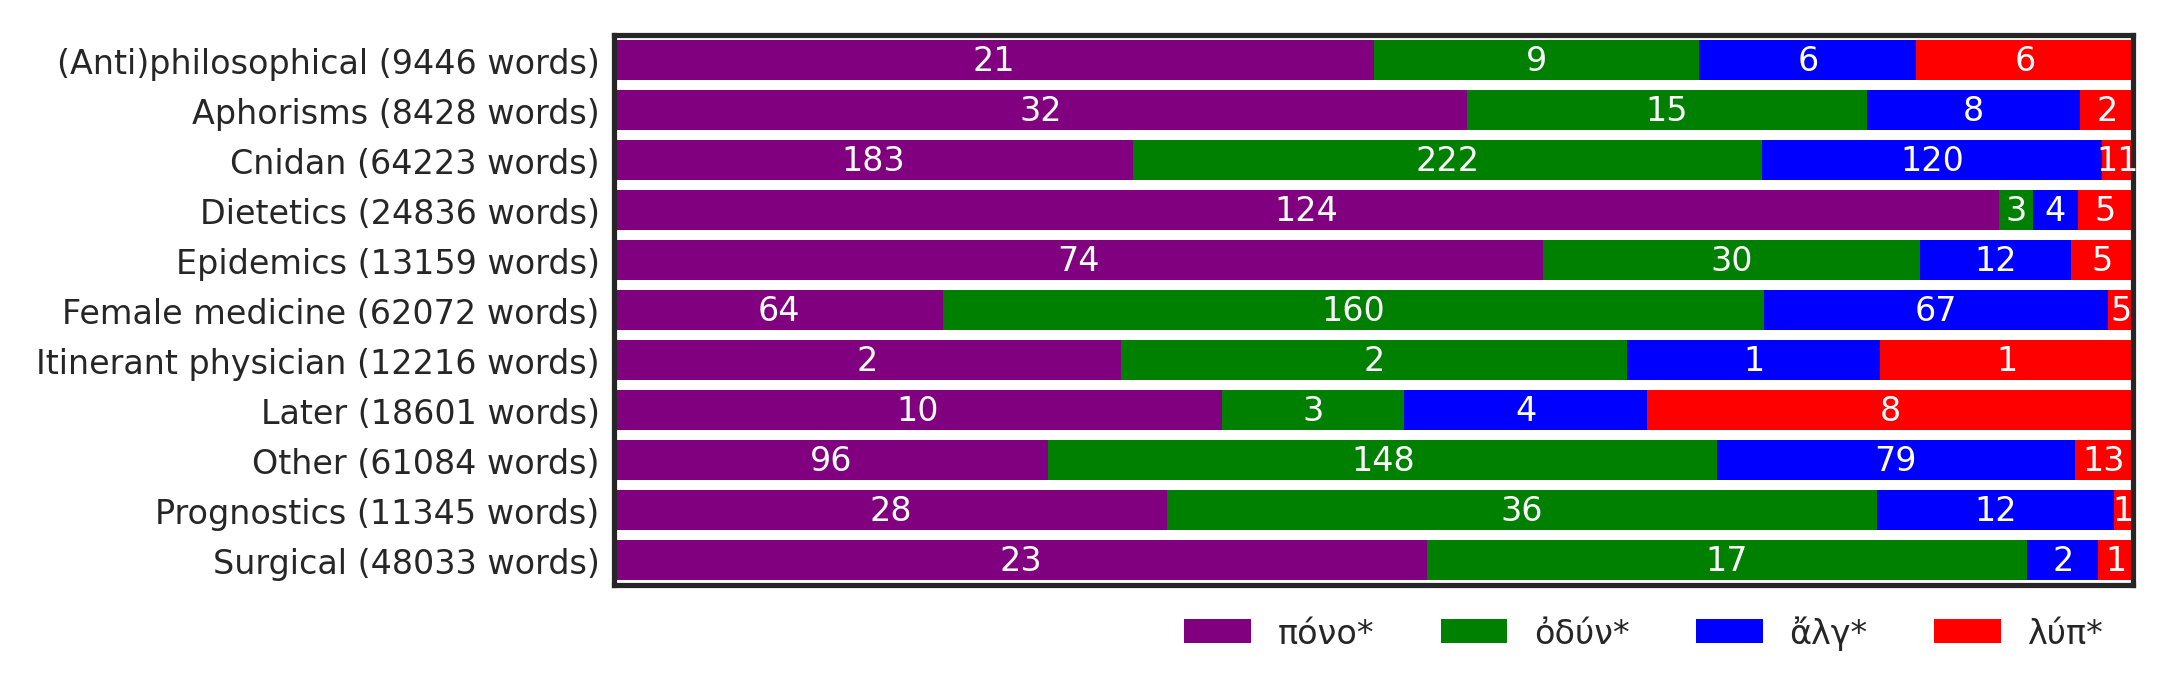 (Anti)philosophical (9446 words) 21 9 6 6
Aphorisms (8428 words) 32 15 8 2
Cnidan (64223 words) 183 222 120 11
Dietetics (24836 words) 124 3 4 5
Epidemics (13159 words) 74 30 12 5
Female medicine (62072 words) 64 160 67 5
Itinerant physician (12216 words) 2 2 1 1
Later (18601 words) 10 3 4 8
Other (61084 words) 96 148 79 13
Prognostics (11345 words) 28 36 12 1
Surgical (48033 words) 23 17 2 1
πόνο* ὀδύν* ἄλγ* λύπ*